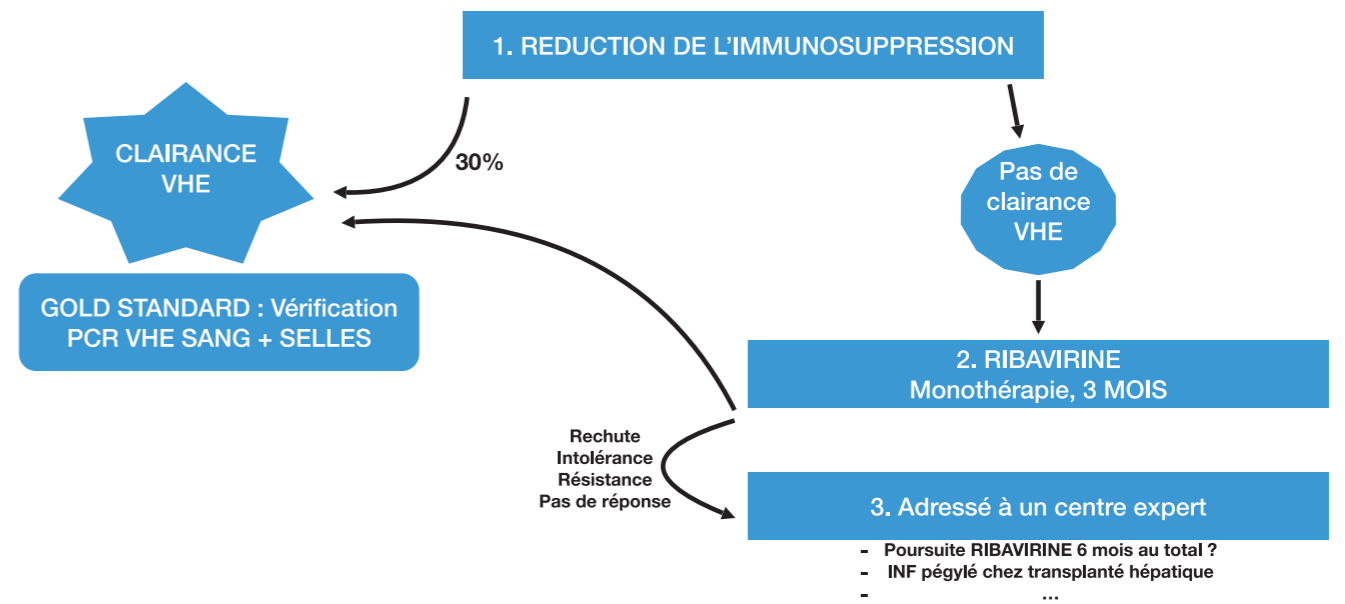 1. REDUCTION DE L’IMMUNOSUPPRESSION
CLAIRANCE
VHE
30%
Pas de
clairance
VHE
GOLD STANDARD : Vérification
PCR VHE SANG + SELLES
2. RIBAVIRINE
Monothérapie, 3 MOIS
Rechute
Intolérance
Résistance
Pas de réponse
3. Adressé à un centre expert
- Poursuite RIBAVIRINE 6 mois au total ?
- INF pégylé chez transplanté hépatique
- ...